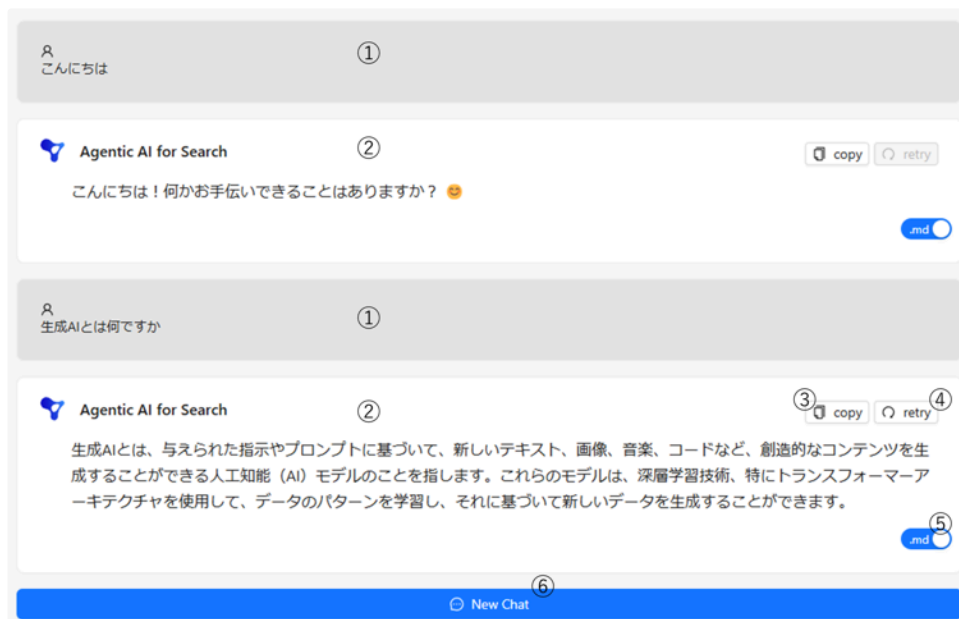 ①
こんにちは
Agentic AI for Search
②
copy
retry
こんにちは！何かお手伝いできることはありますか？ 😊
.md
①
生成AIとは何ですか
Agentic AI for Search
②
③
copy
retry
④
生成AIとは、与えられた指示やプロンプトに基づいて、新しいテキスト、画像、音楽、コードなど、創造的なコンテンツを生
成することができる人工知能（AI）モデルのことを指します。これらのモデルは、深層学習技術、特にトランスフォーマーア
ーキテクチャを使用して、データのパターンを学習し、それに基づいて新しいデータを生成することができます。
⑤
.md
⑥
New Chat